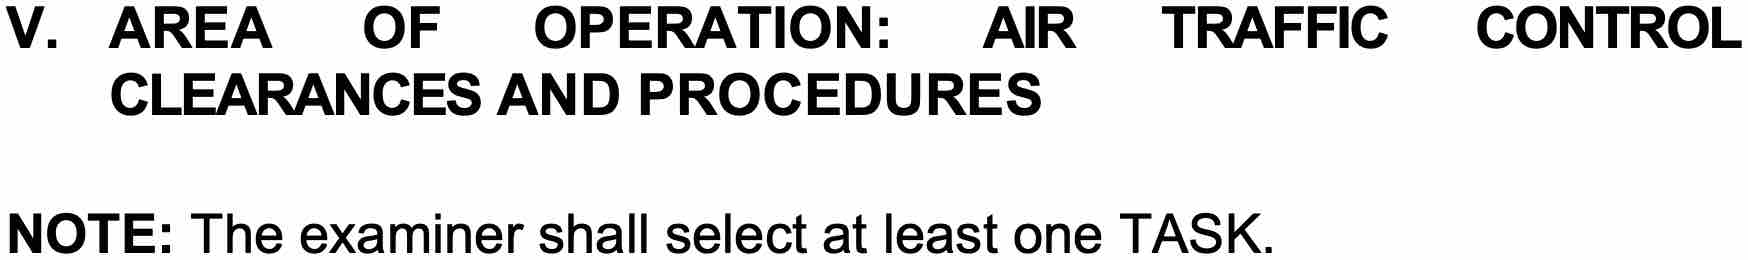 V. AREA OF OPERATION: AIR TRAFFIC CONTROL
CLEARANCES AND PROCEDURES
NOTE: The examiner shall select at least one TASK.